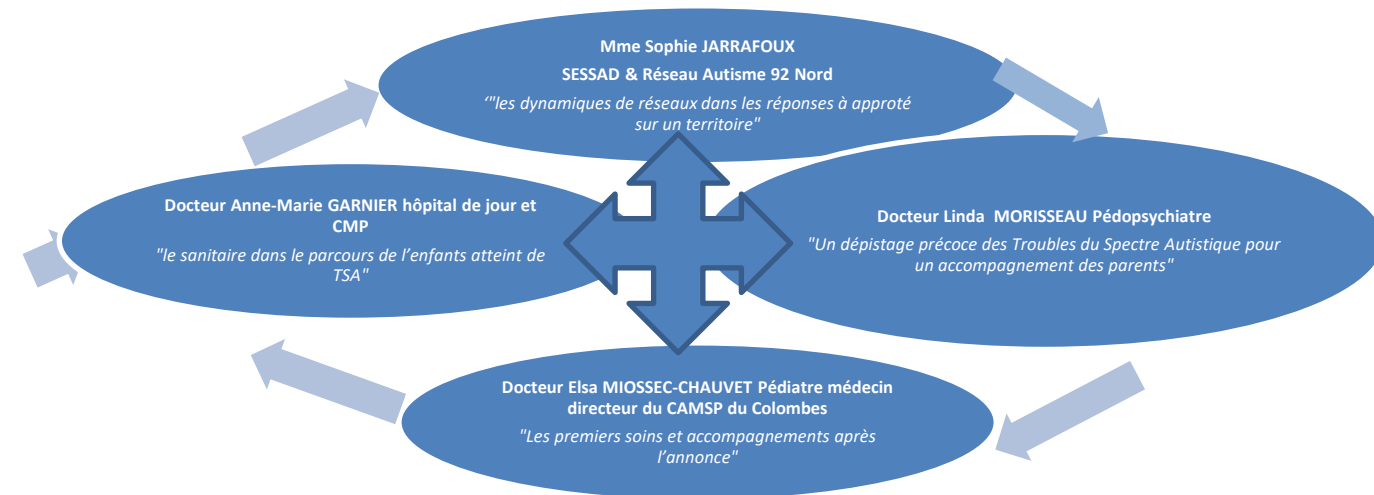 Mme Sophie JARRAFOUX
SESSAD & Réseau Autisme 92 Nord
‘"les dynamiques de réseaux dans les réponses à approté
sur un territoire"
Docteur Anne-Marie GARNIER hôpital de jour et
CMP
"le sanitaire dans le parcours de l’enfants atteint de
TSA"
Docteur Linda  MORISSEAU Pédopsychiatre
"Un dépistage précoce des Troubles du Spectre Autistique pour
un accompagnement des parents"
Docteur Elsa MIOSSEC-CHAUVET Pédiatre médecin
directeur du CAMSP du Colombes
"Les premiers soins et accompagnements après
l’annonce"